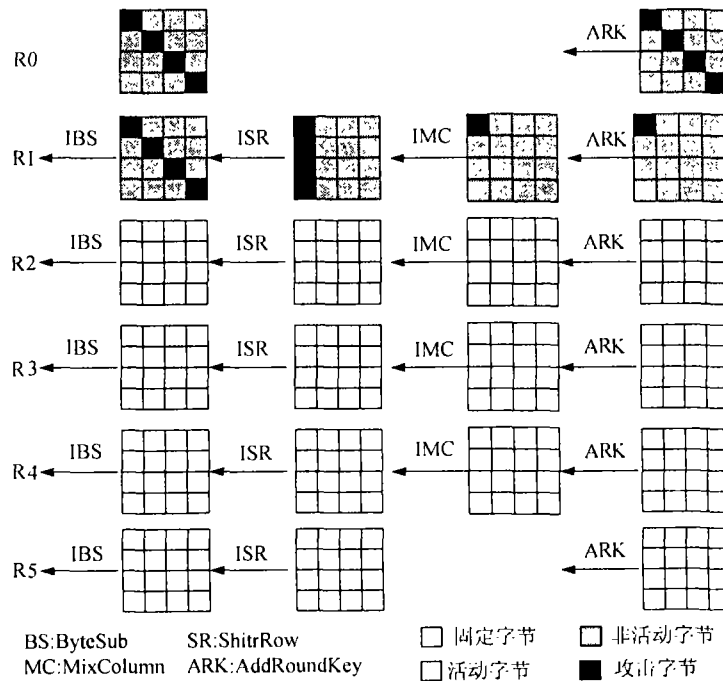 R0
ARK
R1
IBS
ISR
IMC
ARK
R2
IBS
ISR
IMC
ARK
R3
IBS
ISR
IMC
ARK
R4
IBS
ISR
IMC
ARK
R5
IBS
ISR
ARK
BS:ByteSub SR:ShitrRow 固定字节 非活动字节
MC:MixColumn ARK:AddRoundKey 活动字节 攻击字节